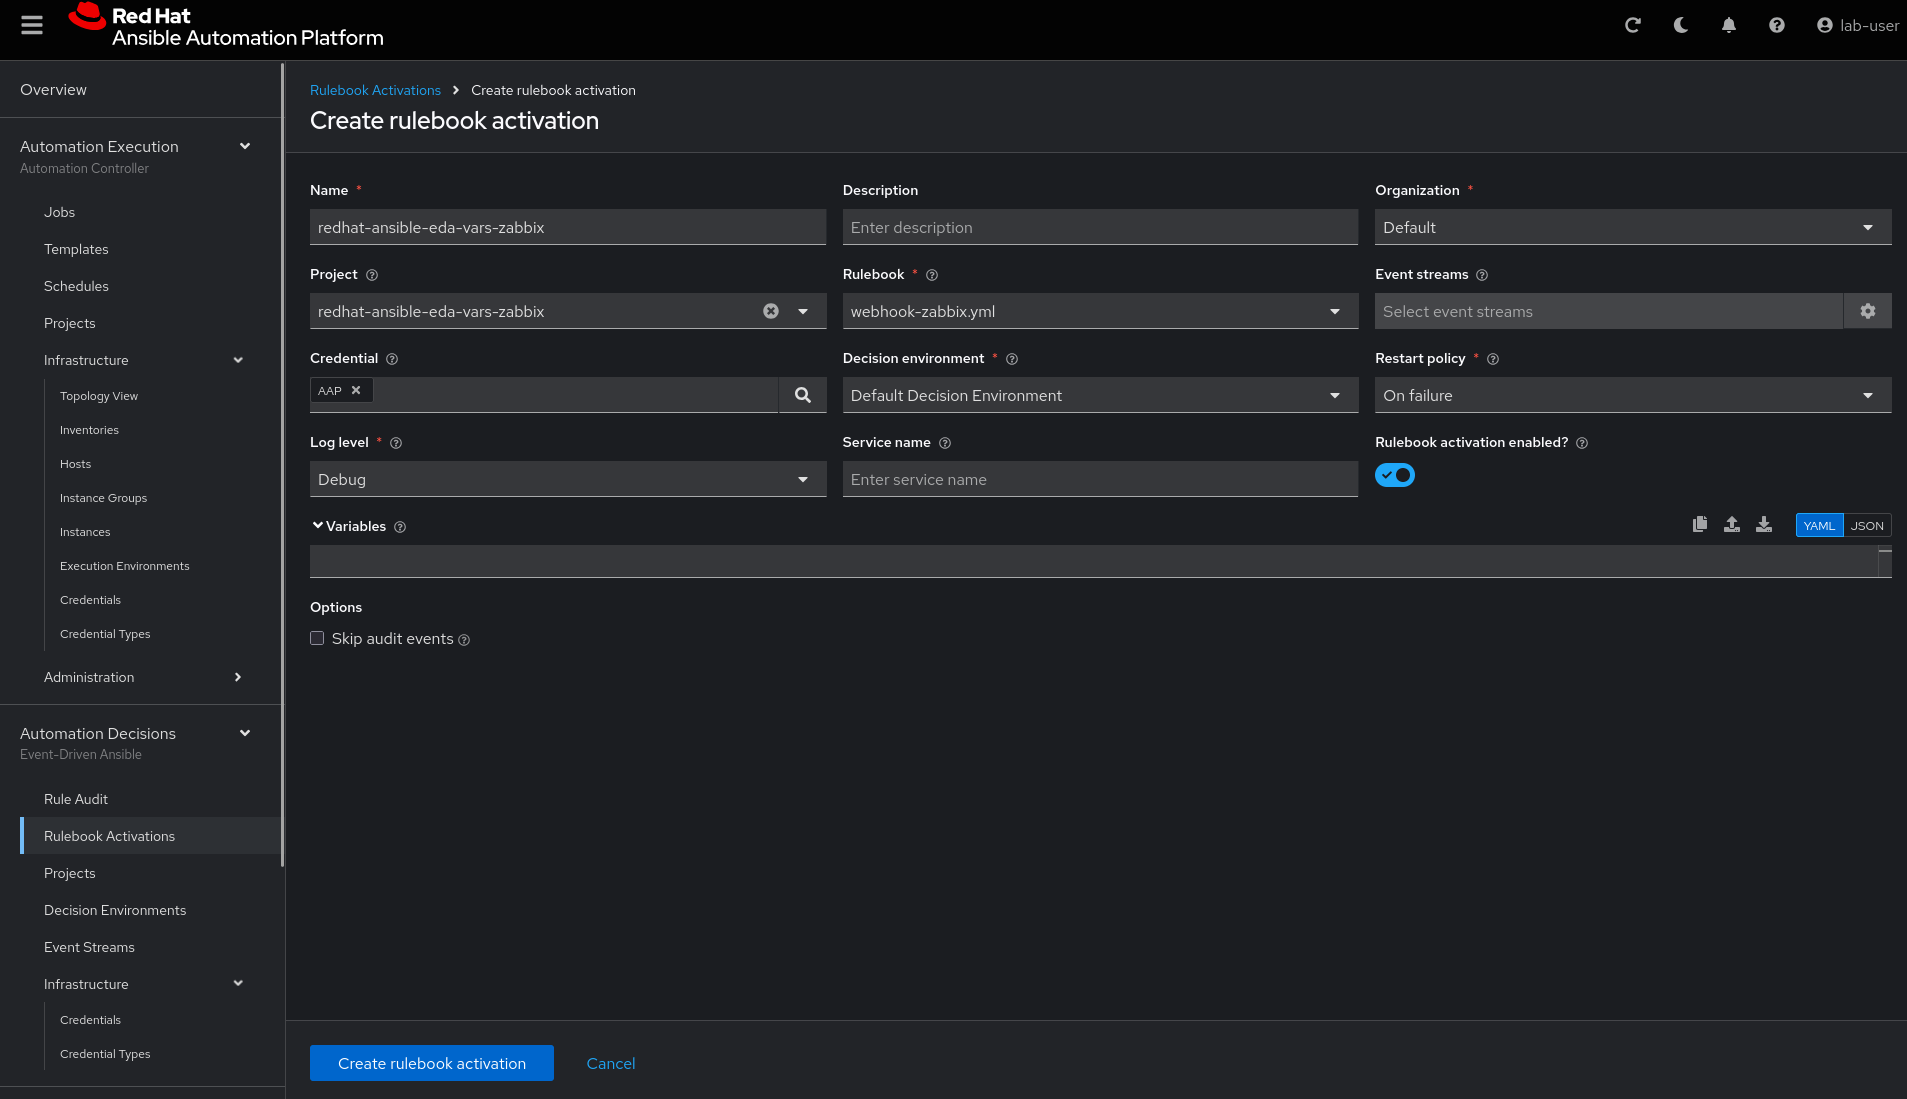 Red Hat
Ansible Automation Platform
lab-user
Overview
Automation Execution
Automation Controller
Jobs
Templates
Schedules
Projects
Infrastructure
Topology View
Inventories
Hosts
Instance Groups
Instances
Execution Environments
Credentials
Credential Types
Administration
Automation Decisions
Event-Driven Ansible
Rule Audit
Rulebook Activations
Projects
Decision Environments
Event Streams
Infrastructure
Credentials
Credential Types
Rulebook Activations > Create rulebook activation
Create rulebook activation
Name * Description Organization *
redhat-ansible-eda-vars-zabbix Enter description Default
Project Rulebook * Event streams
redhat-ansible-eda-vars-zabbix webhook-zabbix.yml Select event streams
Credential Decision environment * Restart policy *
AAP Default Decision Environment On failure
Log level * Service name Rulebook activation enabled?
Debug Enter service name
Variables YAML JSON
Options
Skip audit events
Create rulebook activation Cancel